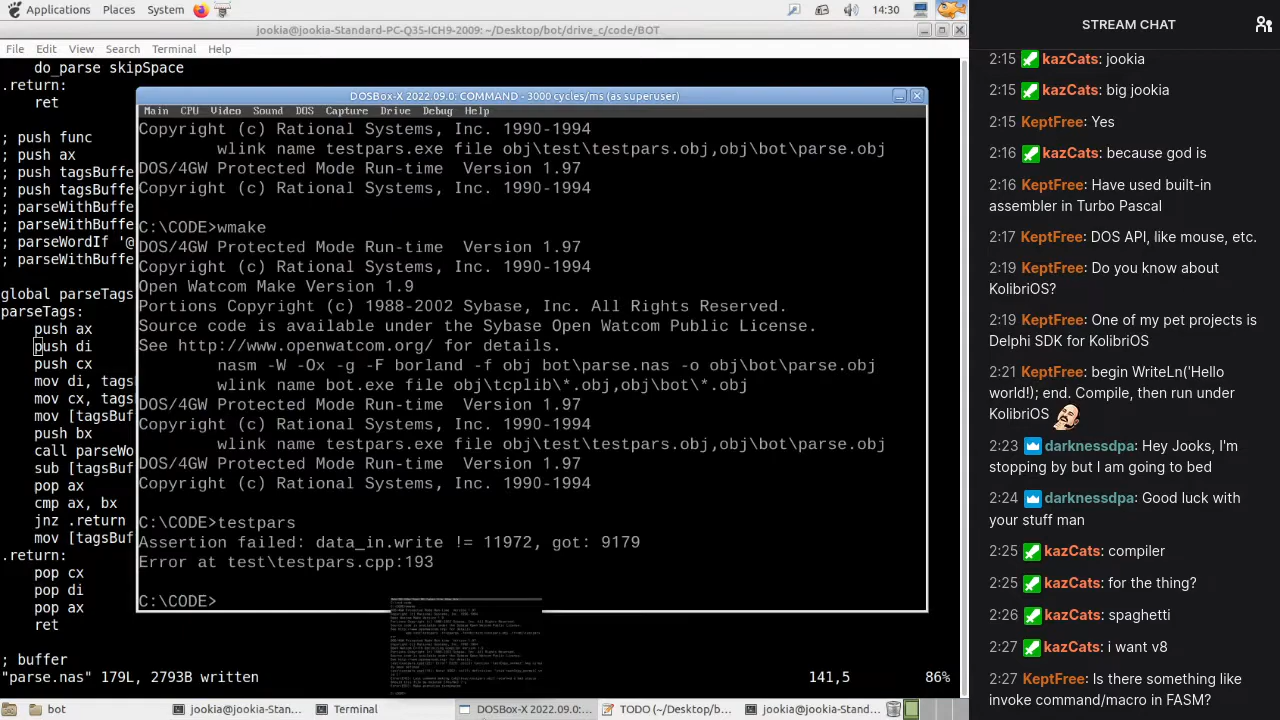 Applications Places System 14:30
jookia@jookia-Standard-PC-Q35-ICH9-2009: ~/Desktop/bot/drive_c/code/BOT
File Edit View Search Terminal Help
do_parse skipSpace
.return:
ret
; push func
; push ax
; push tagsBuffe
; push tagsBuffe
; parseWithBuffe
; parseWithBuffe
; parseWordIf '@
; parseWithBuffe
global parseTags
parseTags:
push ax
push di
push cx
mov di, tags
mov cx, tags
mov [tagsBuf
push bx
call parseWo
sub [tagsBuf
pop ax
cmp ax, bx
jnz .return
mov [tagsBuf
.return:
pop cx
pop di
pop ax
ret
145,5
86%
DOSBox-X 2022.09.0: COMMAND - 3000 cycles/ms (as superuser)
Main CPU Video Sound DOS Capture Drive Debug Help
Copyright (c) Rational Systems, Inc. 1990-1994
wlink name testpars.exe file obj\test\testpars.obj,obj\bot\parse.obj
DOS/4GW Protected Mode Run-time Version 1.97
Copyright (c) Rational Systems, Inc. 1990-1994
C:\CODE>wmake
DOS/4GW Protected Mode Run-time Version 1.97
Copyright (c) Rational Systems, Inc. 1990-1994
Open Watcom Make Version 1.9
Portions Copyright (c) 1988-2002 Sybase, Inc. All Rights Reserved.
Source code is available under the Sybase Open Watcom Public License.
See http://www.openwatcom.org/ for details.
nasm -W -Ox -g -F borland -f obj bot\parse.nas -o obj\bot\parse.obj
wlink name bot.exe file obj\tcplib\*.obj,obj\bot\*.obj
DOS/4GW Protected Mode Run-time Version 1.97
Copyright (c) Rational Systems, Inc. 1990-1994
wlink name testpars.exe file obj\test\testpars.obj,obj\bot\parse.obj
DOS/4GW Protected Mode Run-time Version 1.97
Copyright (c) Rational Systems, Inc. 1990-1994
C:\CODE>testpars
Assertion failed: data_in.write != 11972, got: 9179
Error at test\testpars.cpp:193
C:\CODE>
bot
jookia@jookia-Stan...
Terminal
DOSBox-X 2022.09.0:...
TODO (~/Desktop/b...
jookia@jookia-Stan...
STREAM CHAT
2:15 kazCats: jookia
2:15 kazCats: big jookia
2:15 KeptFree: Yes
2:16 kazCats: because god is
2:16 KeptFree: Have used built-in
assembler in Turbo Pascal
2:17 KeptFree: DOS API, like mouse, etc.
2:19 KeptFree: Do you know about
KolibriOS?
2:19 KeptFree: One of my pet projects is
Delphi SDK for KolibriOS
2:21 KeptFree: begin WriteLn('Hello
world!); end. Compile, then run under
KolibriOS
2:23 darknessdpa: Hey Jooks, I'm
stopping by but I am going to bed
2:24 darknessdpa: Good luck with
your stuff man
2:25 kazCats: compiler
2:25 kazCats: for the thing?
2:26 kazCats: oh
2:27 kazCats: ok
2:27 KeptFree: In NASM nothing like
invoke command/macro in FASM?